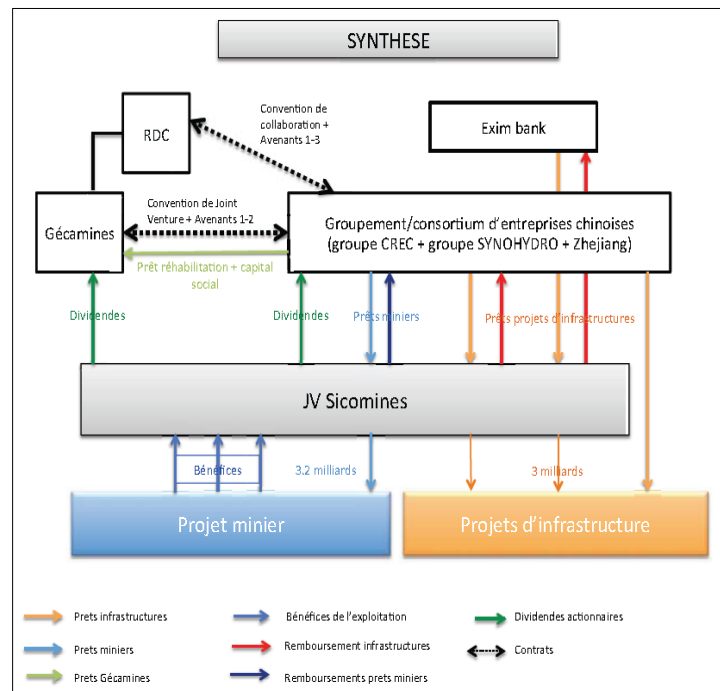 SYNTHESE
RDC
Convention de
collaboration +
Avenants 1-3
Exim bank
Gécamines
Convention de Joint
Venture + Avenants 1-2
Groupement/consortium d'entreprises chinoises
(groupe CREC + groupe SYNOHYDRO + Zhejiang)
Prêt réhabilitation + capital
social
Dividendes
Dividendes
Prêts miniers
Prêts projets d'infrastructures
JV Sicomines
Bénéfices
3.2 milliards
3 milliards
Projet minier
Projets d'infrastructure
Prets infrastructures
Bénéfices de l'exploitation
Dividendes actionnaires
Prets miniers
Remboursement infrastructures
Contrats
Prets Gécamines
Remboursements prets miniers